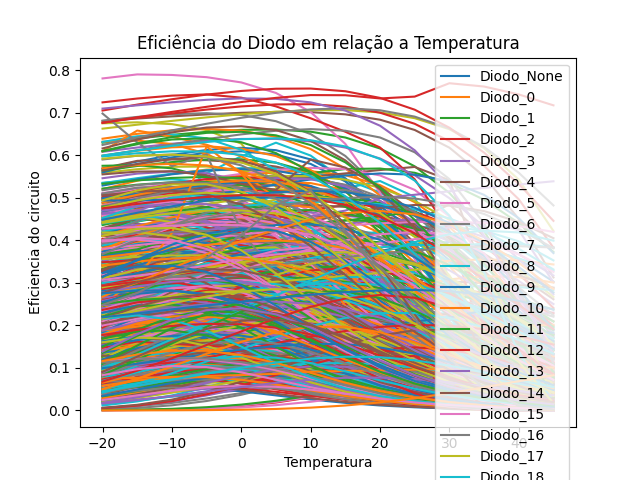 Eficiência do Diodo em relação a Temperatura
Eficiencia do circuito
0.8
0.7
0.6
0.5
0.4
0.3
0.2
0.1
0.0
−20
−10
0
10
20
30
40
Temperatura
Diodo_None
Diodo_0
Diodo_1
Diodo_2
Diodo_3
Diodo_4
Diodo_5
Diodo_6
Diodo_7
Diodo_8
Diodo_9
Diodo_10
Diodo_11
Diodo_12
Diodo_13
Diodo_14
Diodo_15
Diodo_16
Diodo_17
Diodo_18